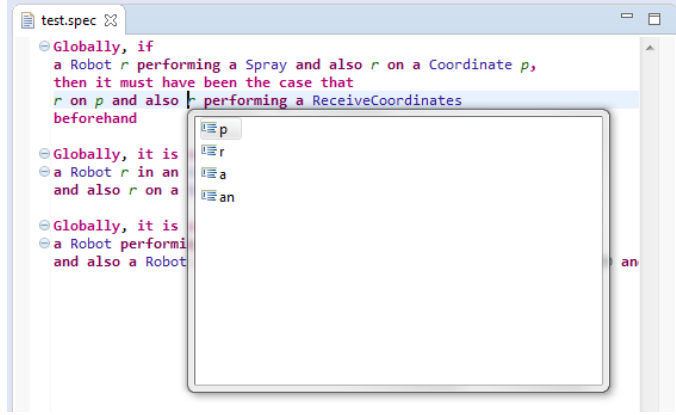 test.spec
Globally, if
a Robot r performing a Spray and also r on a Coordinate p,
then it must have been the case that
r on p and also r performing a ReceiveCoordinates
beforehand
p
r
a
an
Globally, it is
a Robot r in an
and also r on a
Globally, it is
a Robot
and also a Robot an